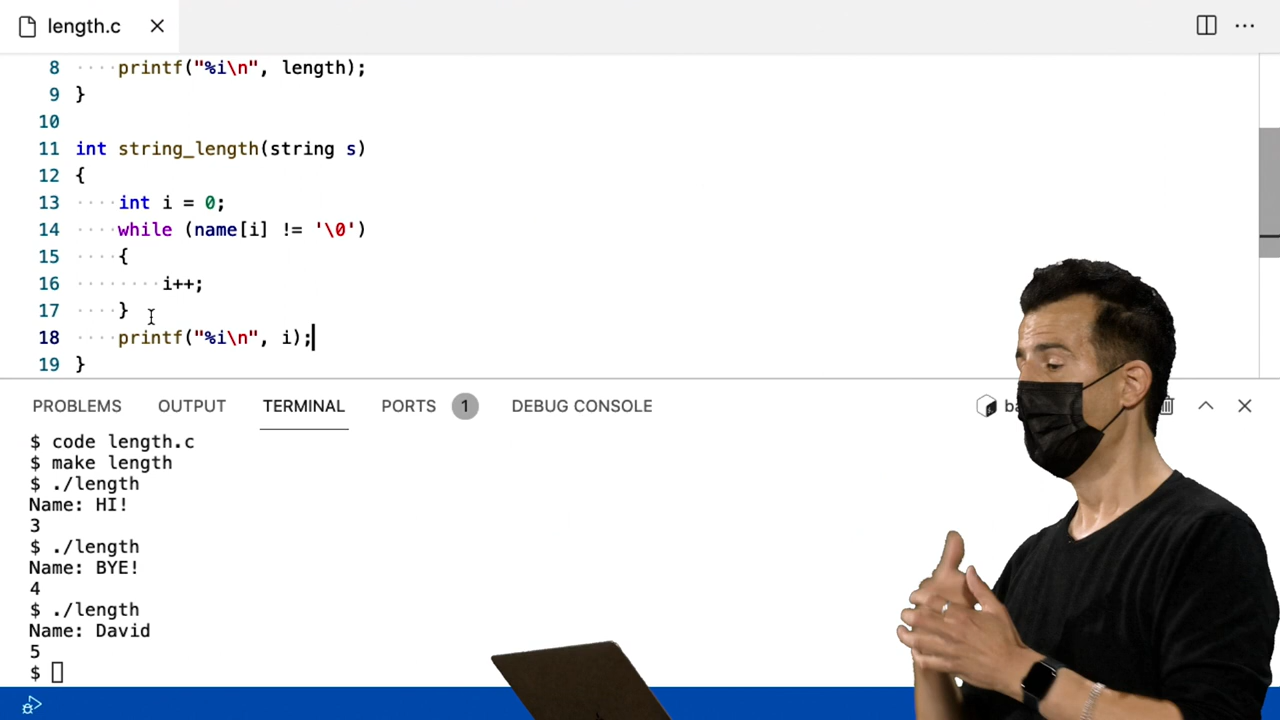 length.c
8 printf("%i\n", length);
9 }
10
11 int string_length(string s)
12 {
13 int i = 0;
14 while (name[i] != '\0')
15 {
16 i++;
17 }
18 printf("%i\n", i);
19 }
PROBLEMS OUTPUT TERMINAL PORTS 1 DEBUG CONSOLE
$ code length.c
$ make length
$ ./length
Name: HI!
3
$ ./length
Name: BYE!
4
$ ./length
Name: David
5
$